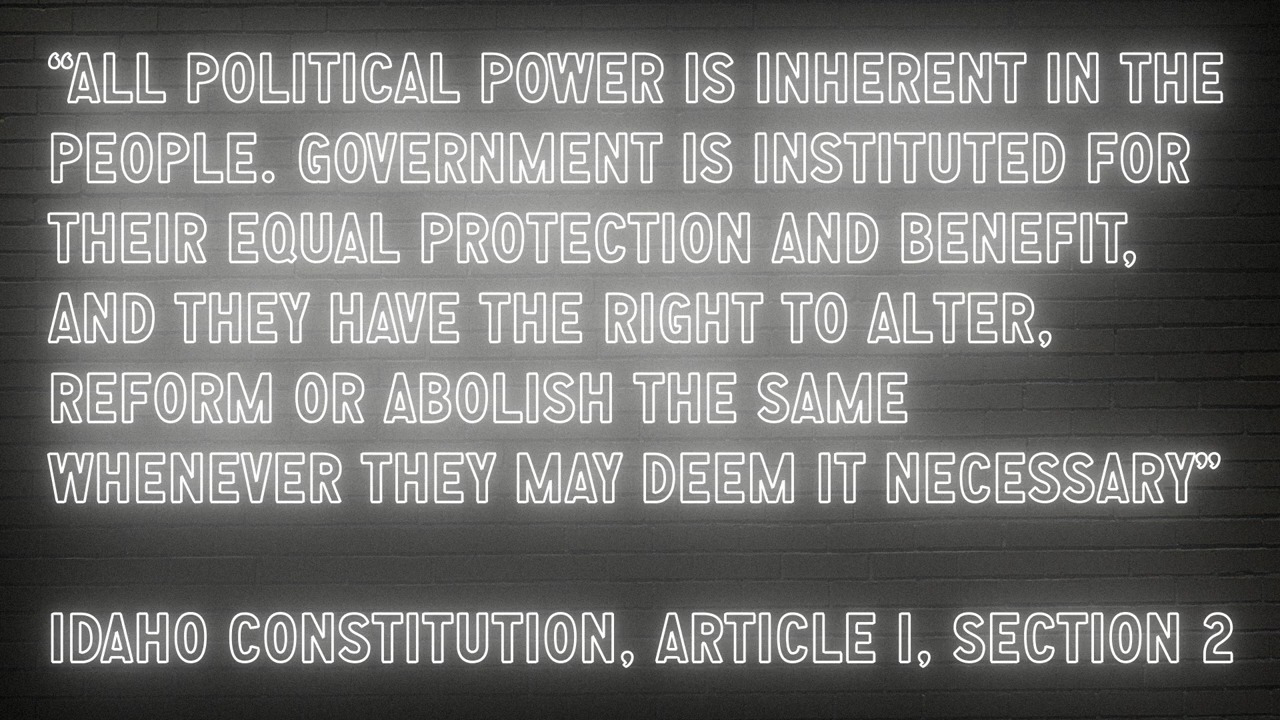 “ALL POLITICAL POWER IS INHERENT IN THE
PEOPLE. GOVERNMENT IS INSTITUTED FOR
THEIR EQUAL PROTECTION AND BENEFIT,
AND THEY HAVE THE RIGHT TO ALTER,
REFORM OR ABOLISH THE SAME
WHENEVER THEY MAY DEEM IT NECESSARY”
IDAHO CONSTITUTION, ARTICLE I, SECTION 2